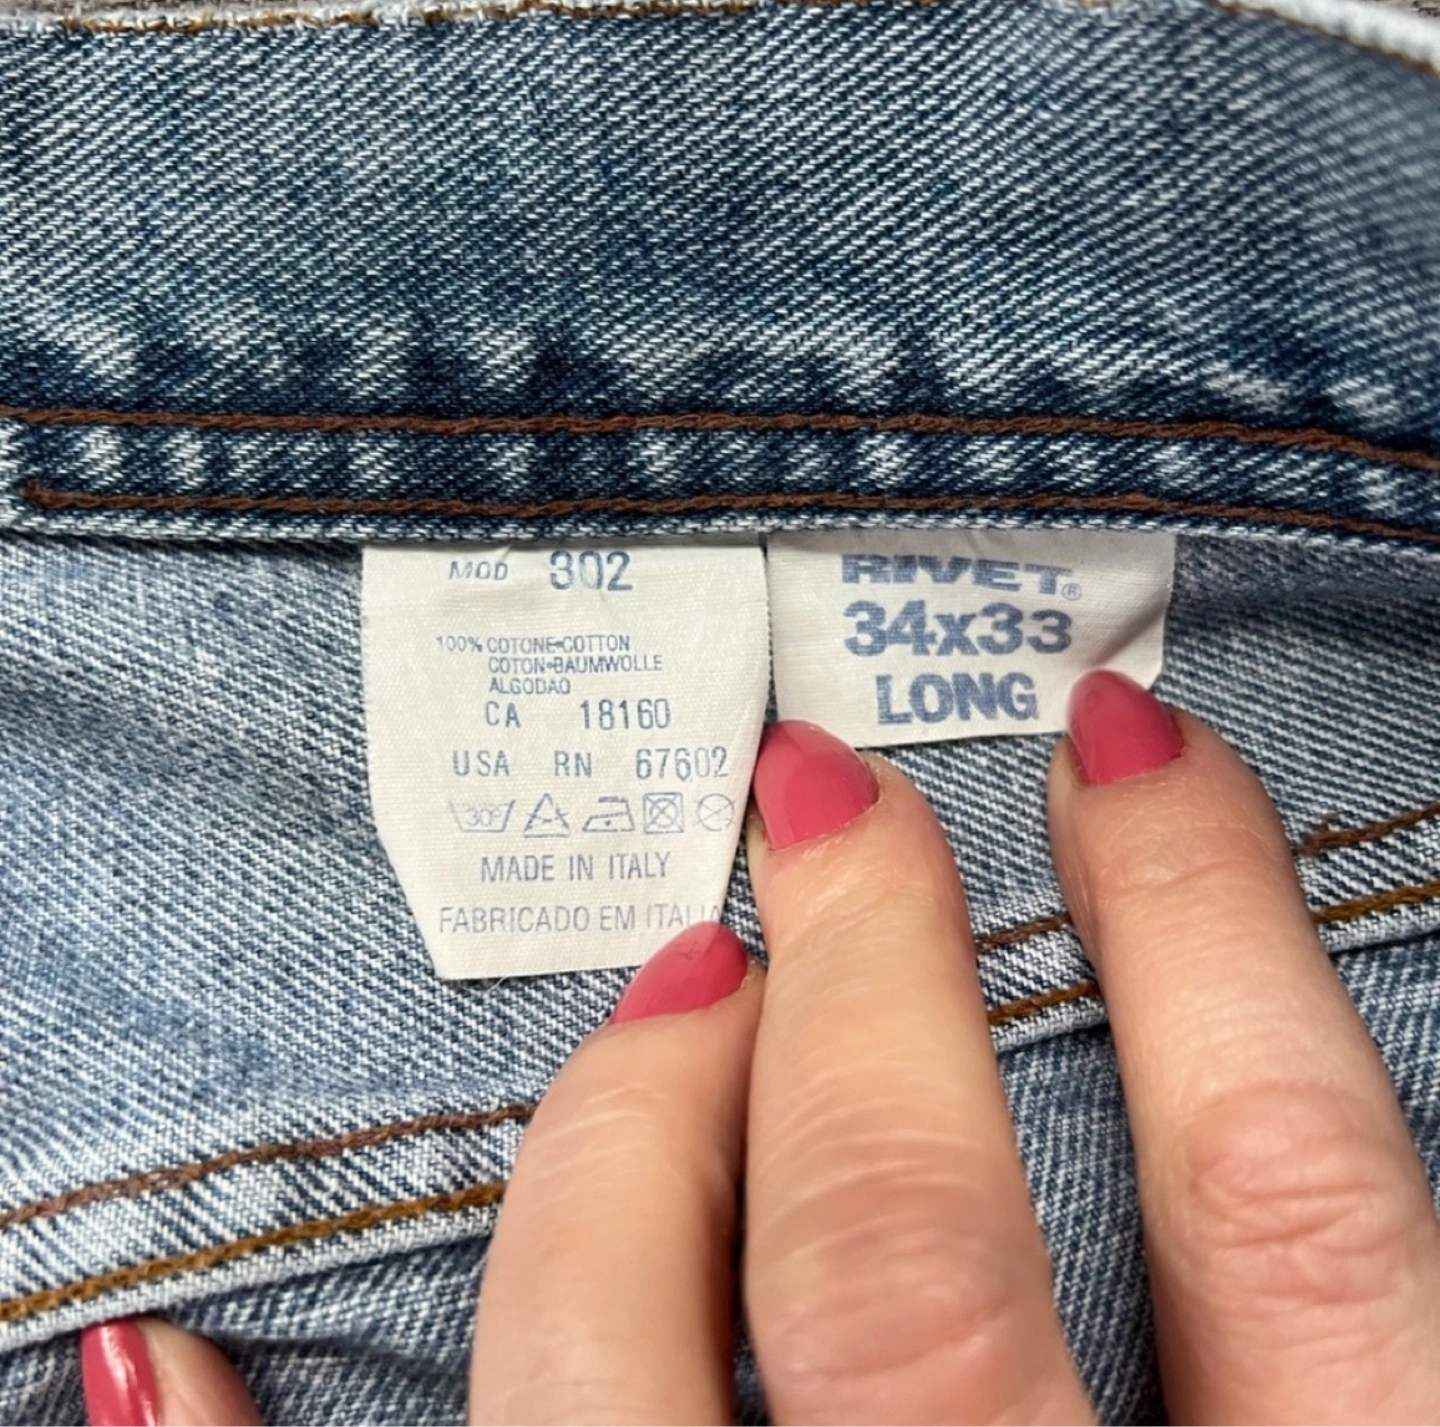 MOD 302
100% COTONE-COTTON
COTON-BAUMWOLLE
ALGODAO
CA 18160
USA RN 67602
30°
MADE IN ITALY
FABRICADO EM ITALIA
RIVET®
34x33
LONG